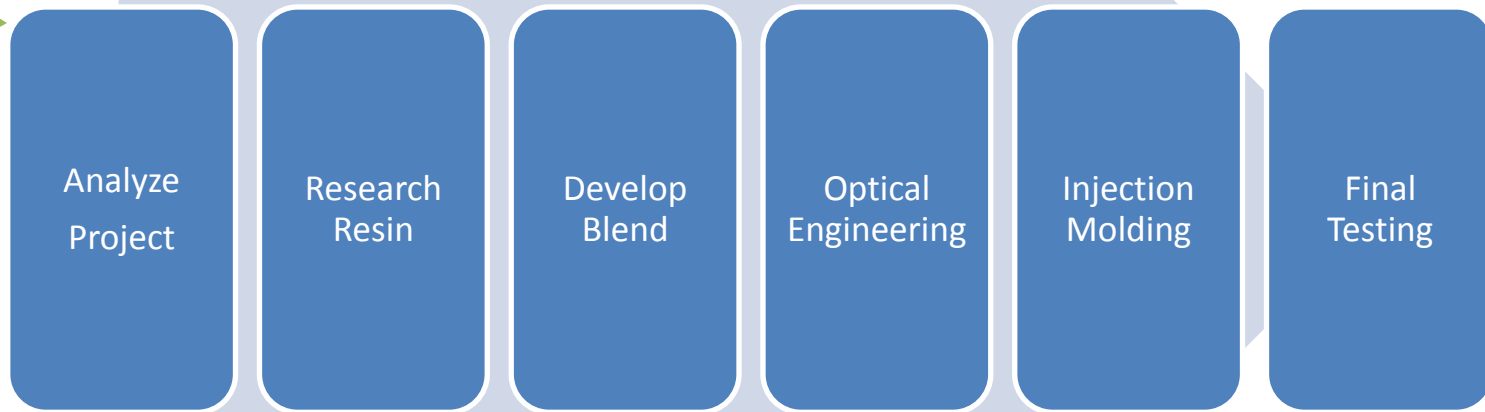 Analyze
Project
Research
Resin
Develop
Blend
Optical
Engineering
Injection
Molding
Final
Testing